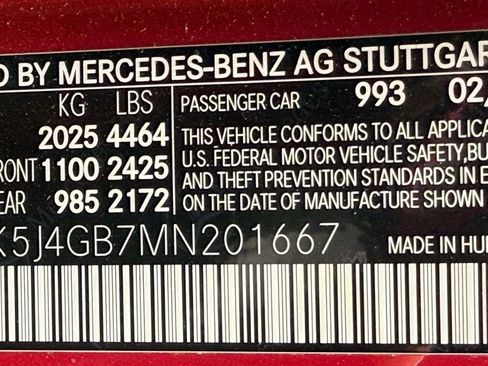 D BY MERCEDES-BENZ AG STUTTGAR
KG LBS PASSENGER CAR 993 02
2025 4464 THIS VEHICLE CONFORMS TO ALL APPLICA
FRONT 1100 2425 U.S. FEDERAL MOTOR VEHICLE SAFETY,BU
EAR 985 2172 AND THEFT PREVENTION STANDARDS IN E
ON THE DATE OF MANUFACTURE SHOWN
K5J4GB7MN201667 MADE IN HU